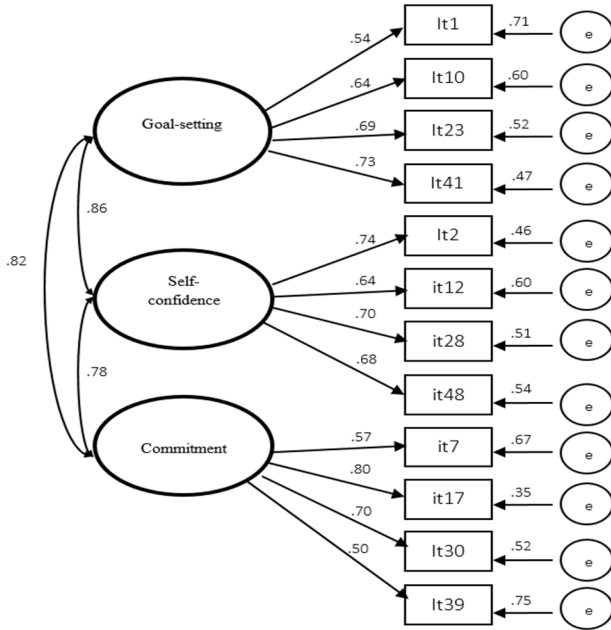 It1
.71
e
.54
It10
.60
e
.64
It23
.52
e
.69
Goal-setting
It41
.47
e
.73
.86
It2
.46
e
.74
.82
it12
.60
e
.64
Self-
confidence
it28
.51
e
.70
it48
.54
e
.68
.78
it7
.67
e
.57
Commitment
it17
.35
e
.80
It30
.52
e
.70
It39
.75
e
.50